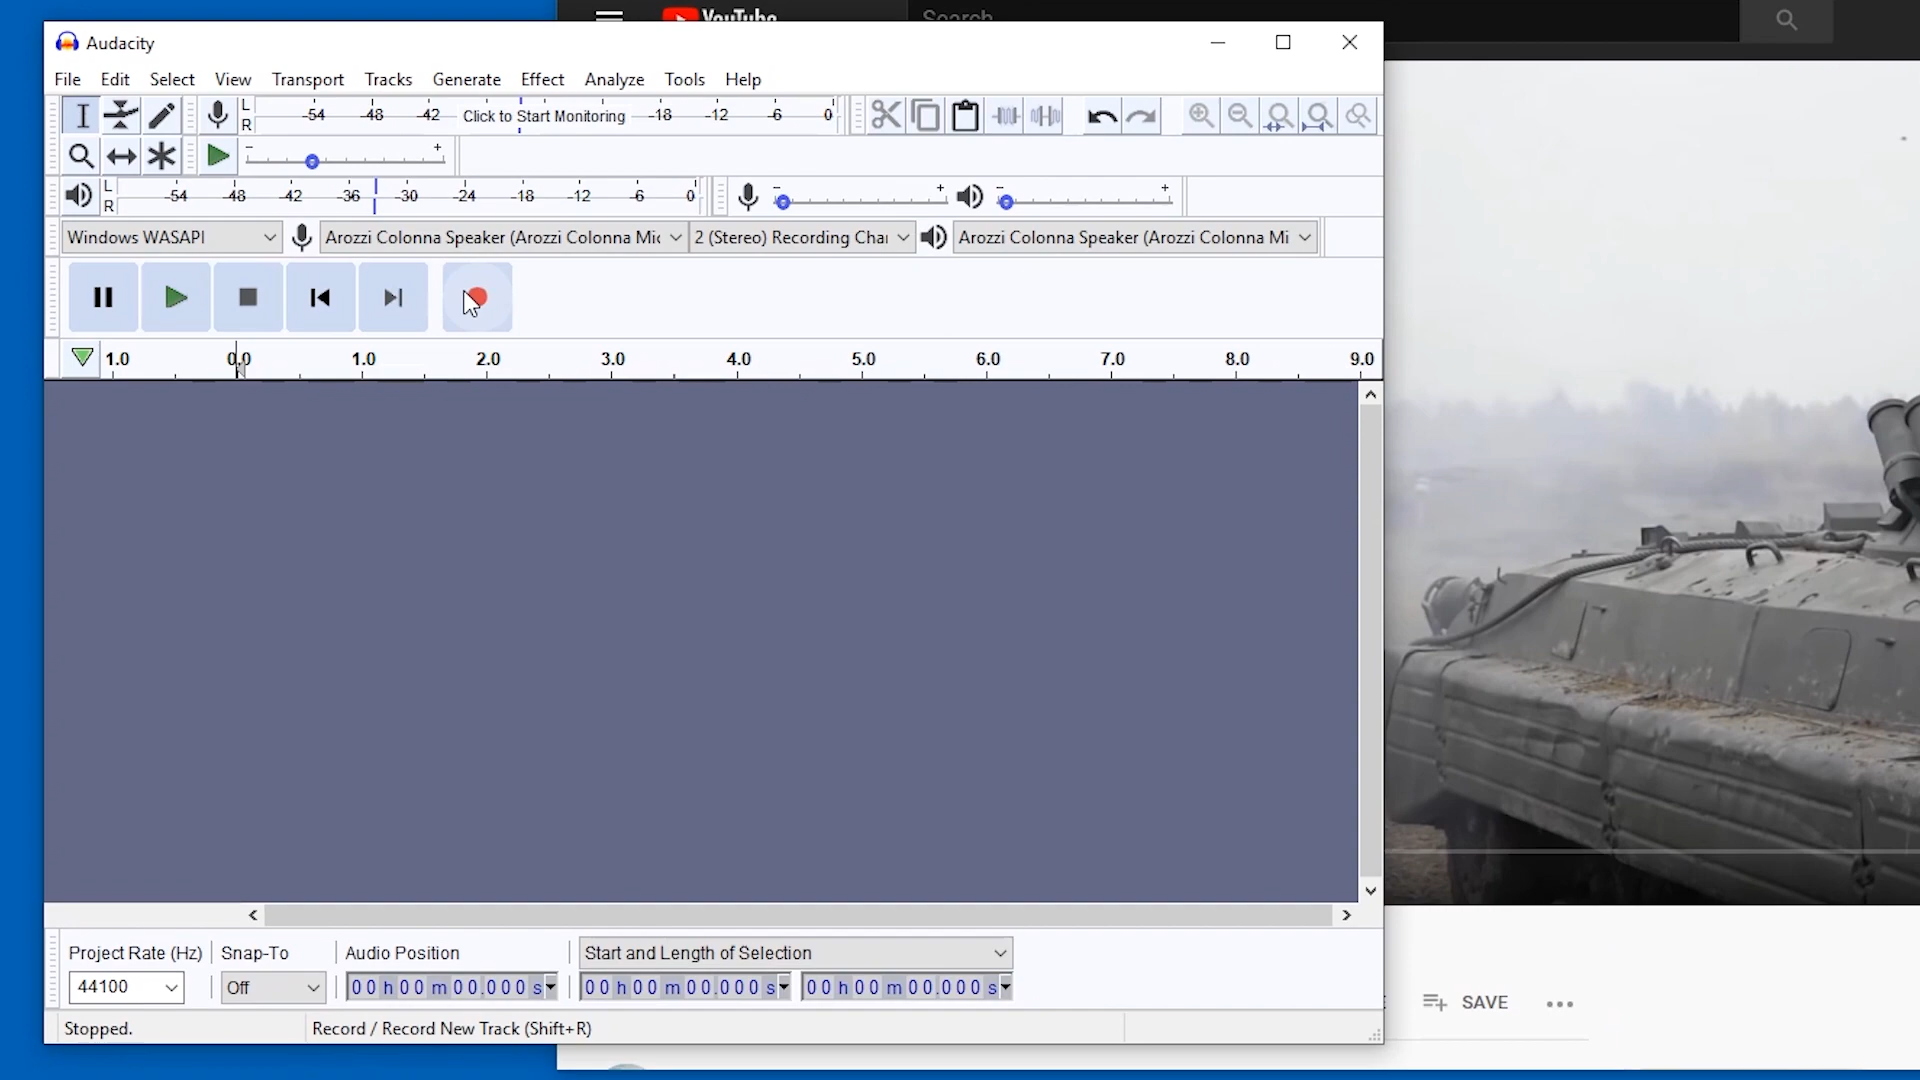 YouTube
Search
Audacity
File Edit Select View Transport Tracks Generate Effect Analyze Tools Help
L
R
-54 -48 -42 Click to Start Monitoring -18 -12 -6 0
- +
L
R
-54 -48 -42 -36 -30 -24 -18 -12 -6 0
- + - +
Windows WASAPI Arozzi Colonna Speaker (Arozzi Colonna Mic 2 (Stereo) Recording Chai Arozzi Colonna Speaker (Arozzi Colonna Mi
1.0 0.0 1.0 2.0 3.0 4.0 5.0 6.0 7.0 8.0 9.0
Project Rate (Hz) Snap-To Audio Position Start and Length of Selection
44100 Off 00 h 00 m 00.000 s 00 h 00 m 00.000 s 00 h 00 m 00.000 s
SAVE
Stopped. Record / Record New Track (Shift+R)